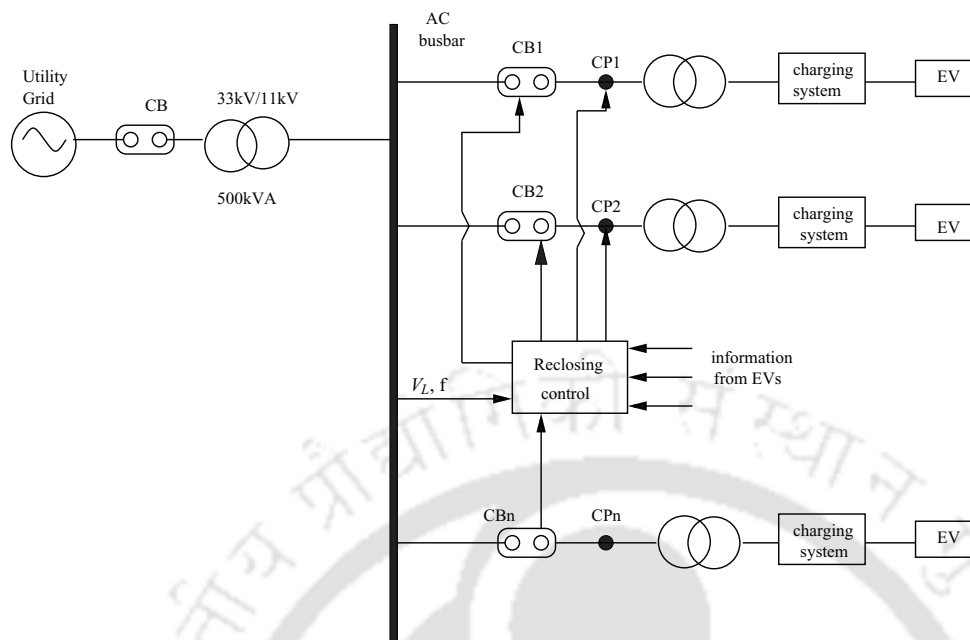 AC
busbar
Utility
Grid
CB
33kV/11kV
500kVA
CB1
CP1
charging
system
EV
CB2
CP2
charging
system
EV
Reclosing
control
information
from EVs
V_L, f
CBn
CPn
charging
system
EV